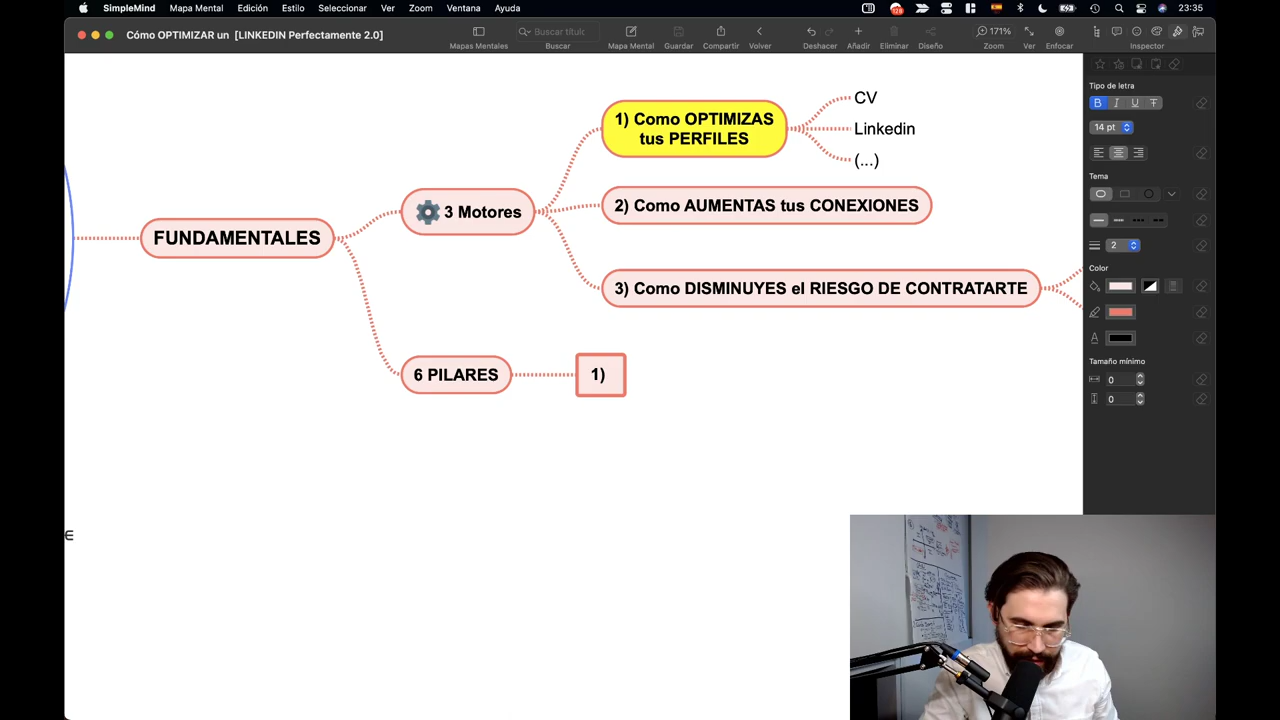 SimpleMind Mapa Mental Edición Estilo Seleccionar Ver Zoom Ventana Ayuda 23:35
Cómo OPTIMIZAR un [LINKEDIN Perfectamente 2.0]
Buscar título
171%
Mapas Mentales Buscar Mapa Mental Guardar Compartir Volver Deshacer Añadir Eliminar Diseño Zoom Ver Enfocar Inspector
Tipo de letra
B I U T
14 pt
Tema
2
Color
A
Tamaño mínimo
0
0
FUNDAMENTALES
3 Motores
1) Como OPTIMIZAS
tus PERFILES
CV
Linkedin
(...)
2) Como AUMENTAS tus CONEXIONES
3) Como DISMINUYES el RIESGO DE CONTRATARTE
6 PILARES
1)